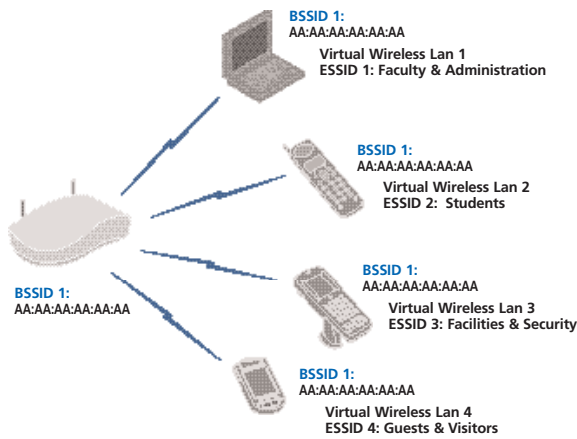 BSSID 1:
AA:AA:AA:AA:AA:AA
Virtual Wireless Lan 1
ESSID 1: Faculty & Administration
BSSID 1:
AA:AA:AA:AA:AA:AA
Virtual Wireless Lan 2
ESSID 2: Students
BSSID 1:
AA:AA:AA:AA:AA:AA
Virtual Wireless Lan 3
ESSID 3: Facilities & Security
BSSID 1:
AA:AA:AA:AA:AA:AA
BSSID 1:
AA:AA:AA:AA:AA:AA
Virtual Wireless Lan 4
ESSID 4: Guests & Visitors